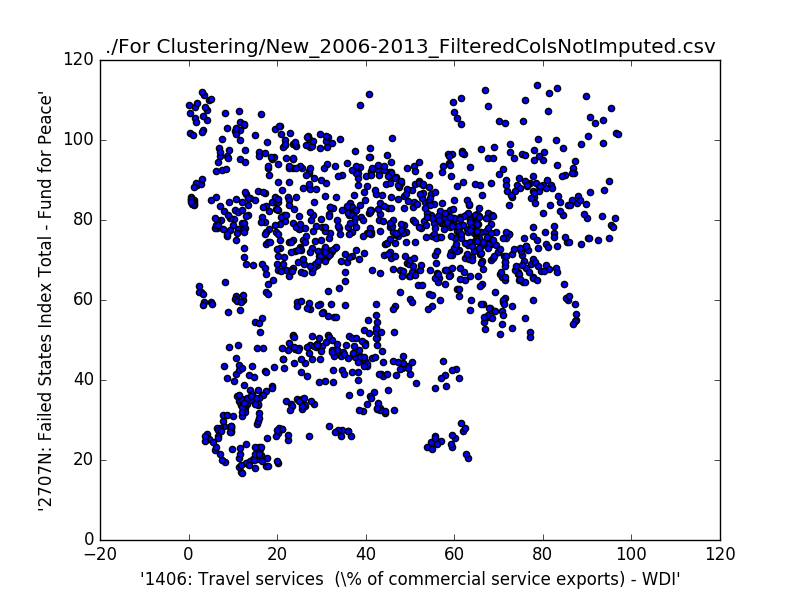 ./For Clustering/New_2006-2013_FilteredColsNotImputed.csv
'2707N: Failed States Index Total - Fund for Peace'
120
100
80
60
40
20
0
−20 0 20 40 60 80 100 120
'1406: Travel services  (\% of commercial service exports) - WDI'